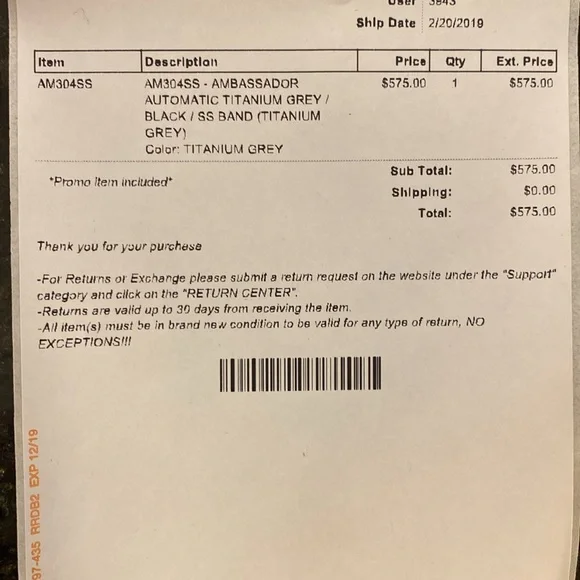 User 3843
Ship Date 2/20/2019
Item Description Price Qty Ext. Price
AM304SS AM304SS - AMBASSADOR $575.00 1 $575.00
AUTOMATIC TITANIUM GREY /
BLACK / SS BAND (TITANIUM
GREY)
Color: TITANIUM GREY
Sub Total: $575.00
*Promo Item included*
Shipping: $0.00
Total: $575.00
Thank you for your purchase
-For Returns or Exchange please submit a return request on the website under the "Support"
category and click on the "RETURN CENTER".
-Returns are valid up to 30 days from receiving the item.
-All item(s) must be in brand new condition to be valid for any type of return, NO
EXCEPTIONS!!!
97-435 RRDB2 EXP 12/19